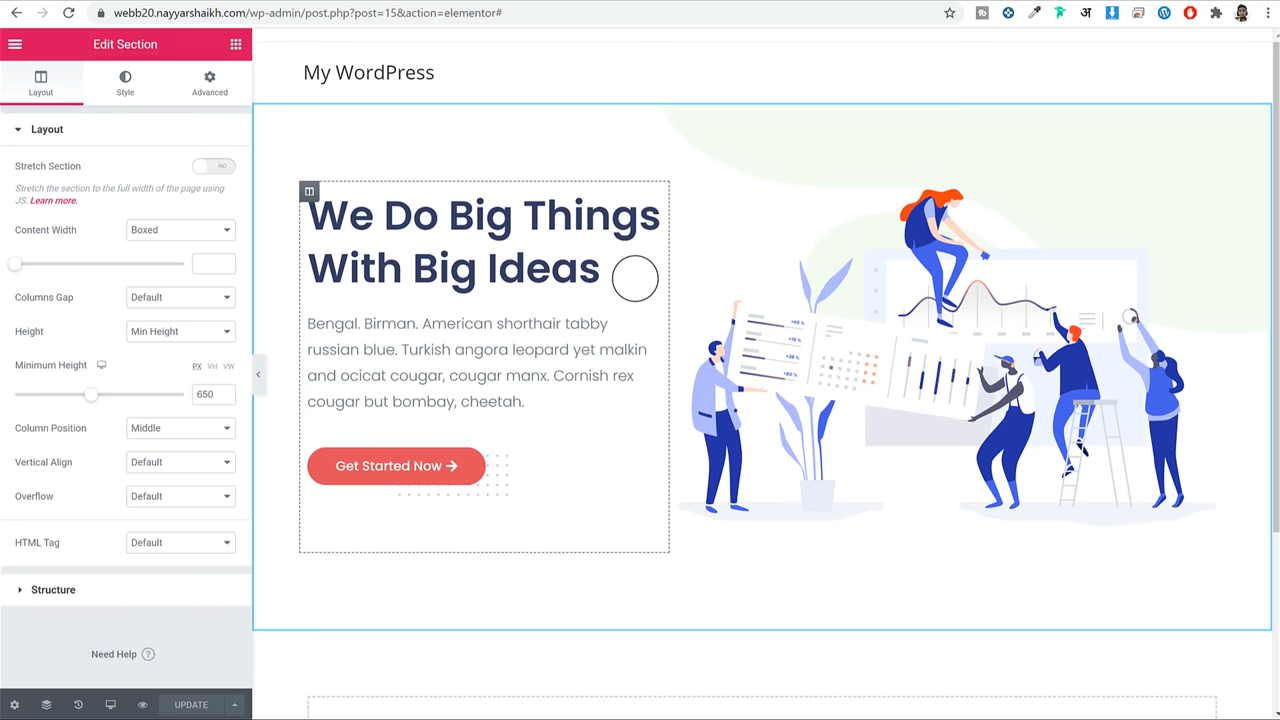 webb20.nayyarshaikh.com/wp-admin/post.php?post=15&action=elementor#
Edit Section
Layout
Style
Advanced
Layout
Stretch Section
NO
Stretch the section to the full width of the page using
JS. Learn more.
Content Width
Boxed
Columns Gap
Default
Height
Min Height
Minimum Height
PX VH VW
650
Column Position
Middle
Vertical Align
Default
Overflow
Default
HTML Tag
Default
Structure
Need Help ?
UPDATE
My WordPress
We Do Big Things
With Big Ideas
Bengal. Birman. American shorthair tabby
russian blue. Turkish angora leopard yet malkin
and ocicat cougar, cougar manx. Cornish rex
cougar but bombay, cheetah.
Get Started Now